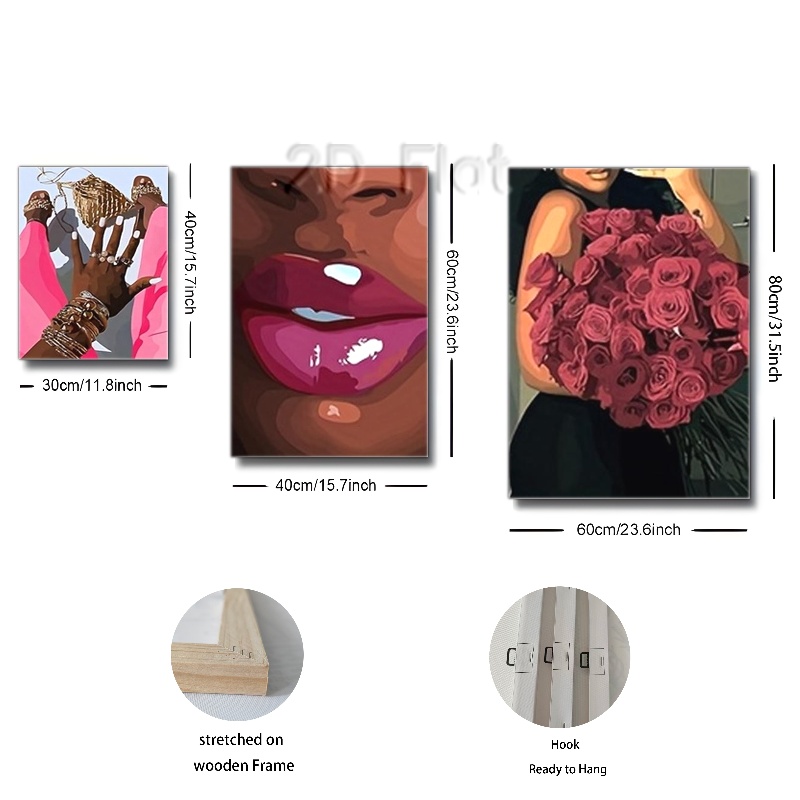 2D Flat
40cm/15.7inch
60cm/23.6inch
80cm/31.5inch
30cm/11.8inch
40cm/15.7inch
60cm/23.6inch
stretched on
wooden Frame
Hook
Ready to Hang